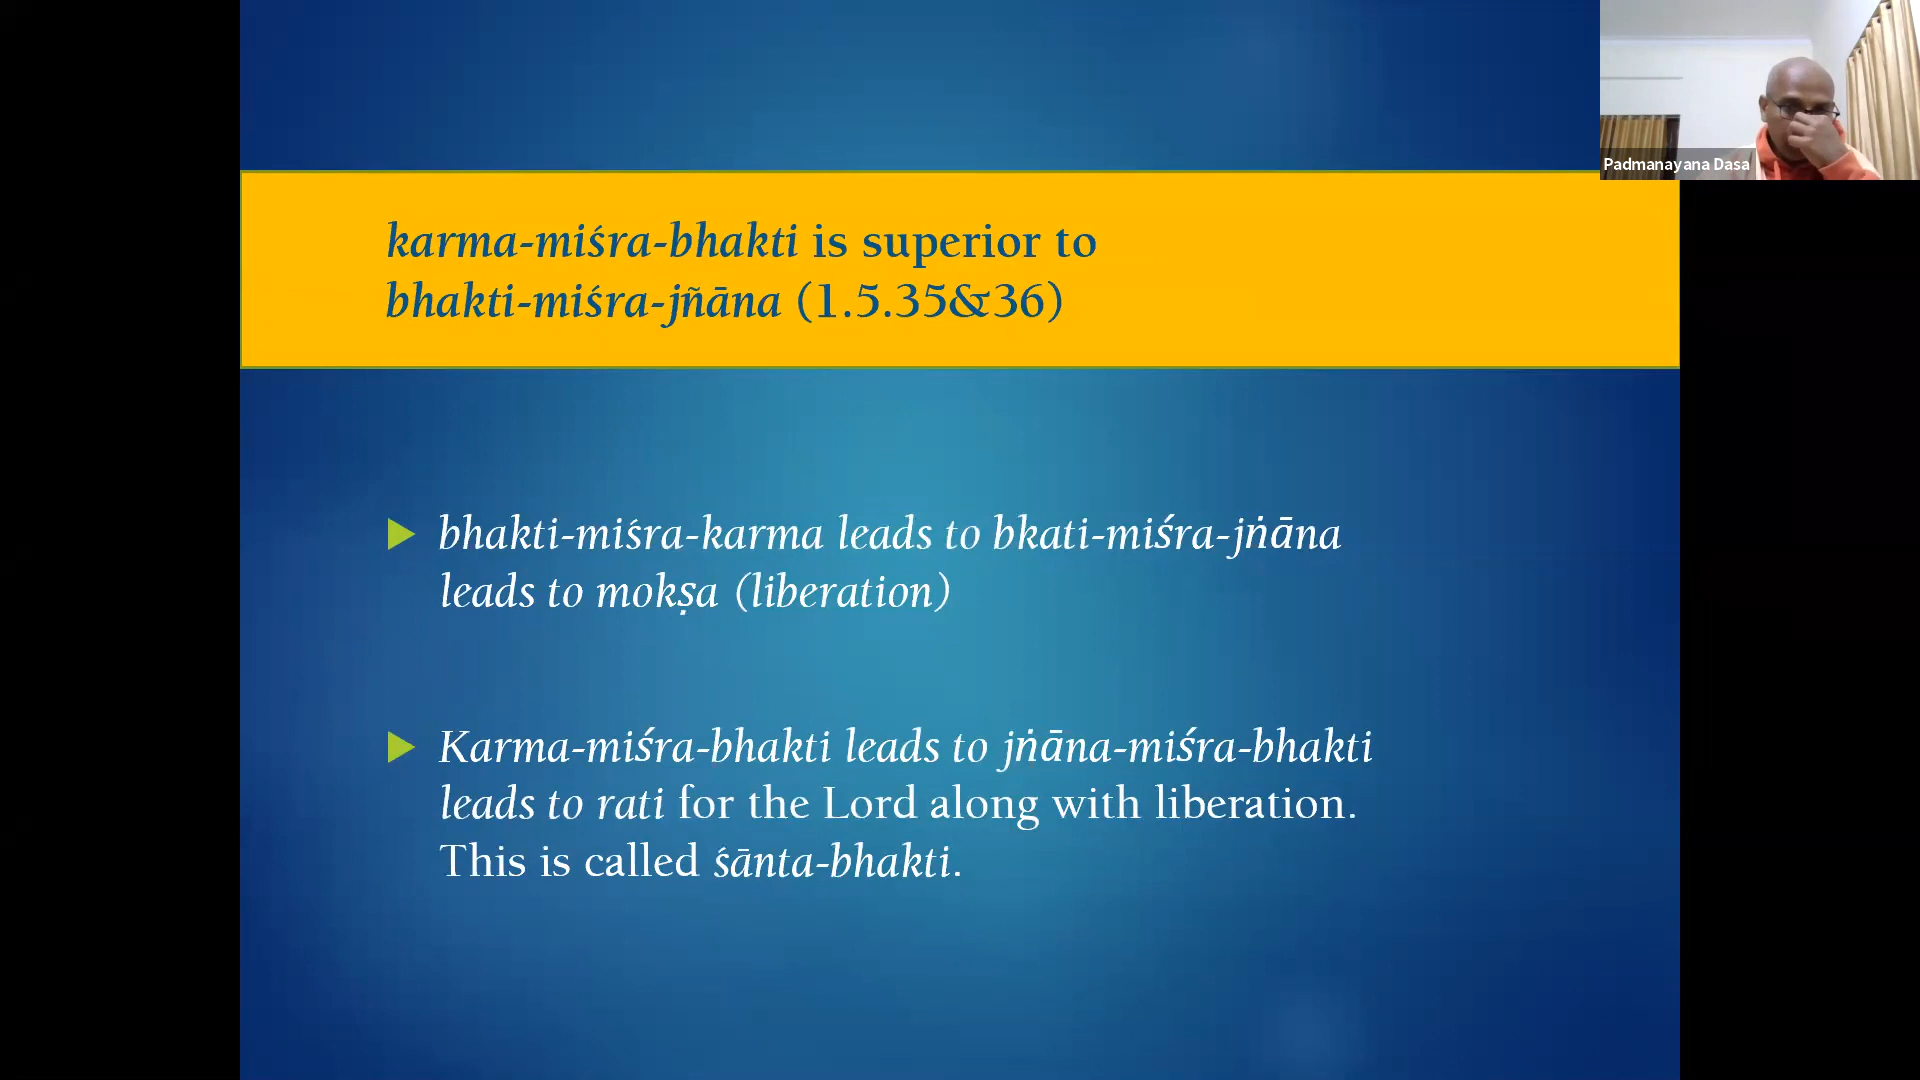 karma-miśra-bhakti is superior to
bhakti-miśra-jñāna (1.5.35&36)
bhakti-miśra-karma leads to bkati-miśra-jṅāna
leads to mokṣa (liberation)
Karma-miśra-bhakti leads to jṅāna-miśra-bhakti
leads to rati for the Lord along with liberation.
This is called śānta-bhakti.
Padmanayana Dasa